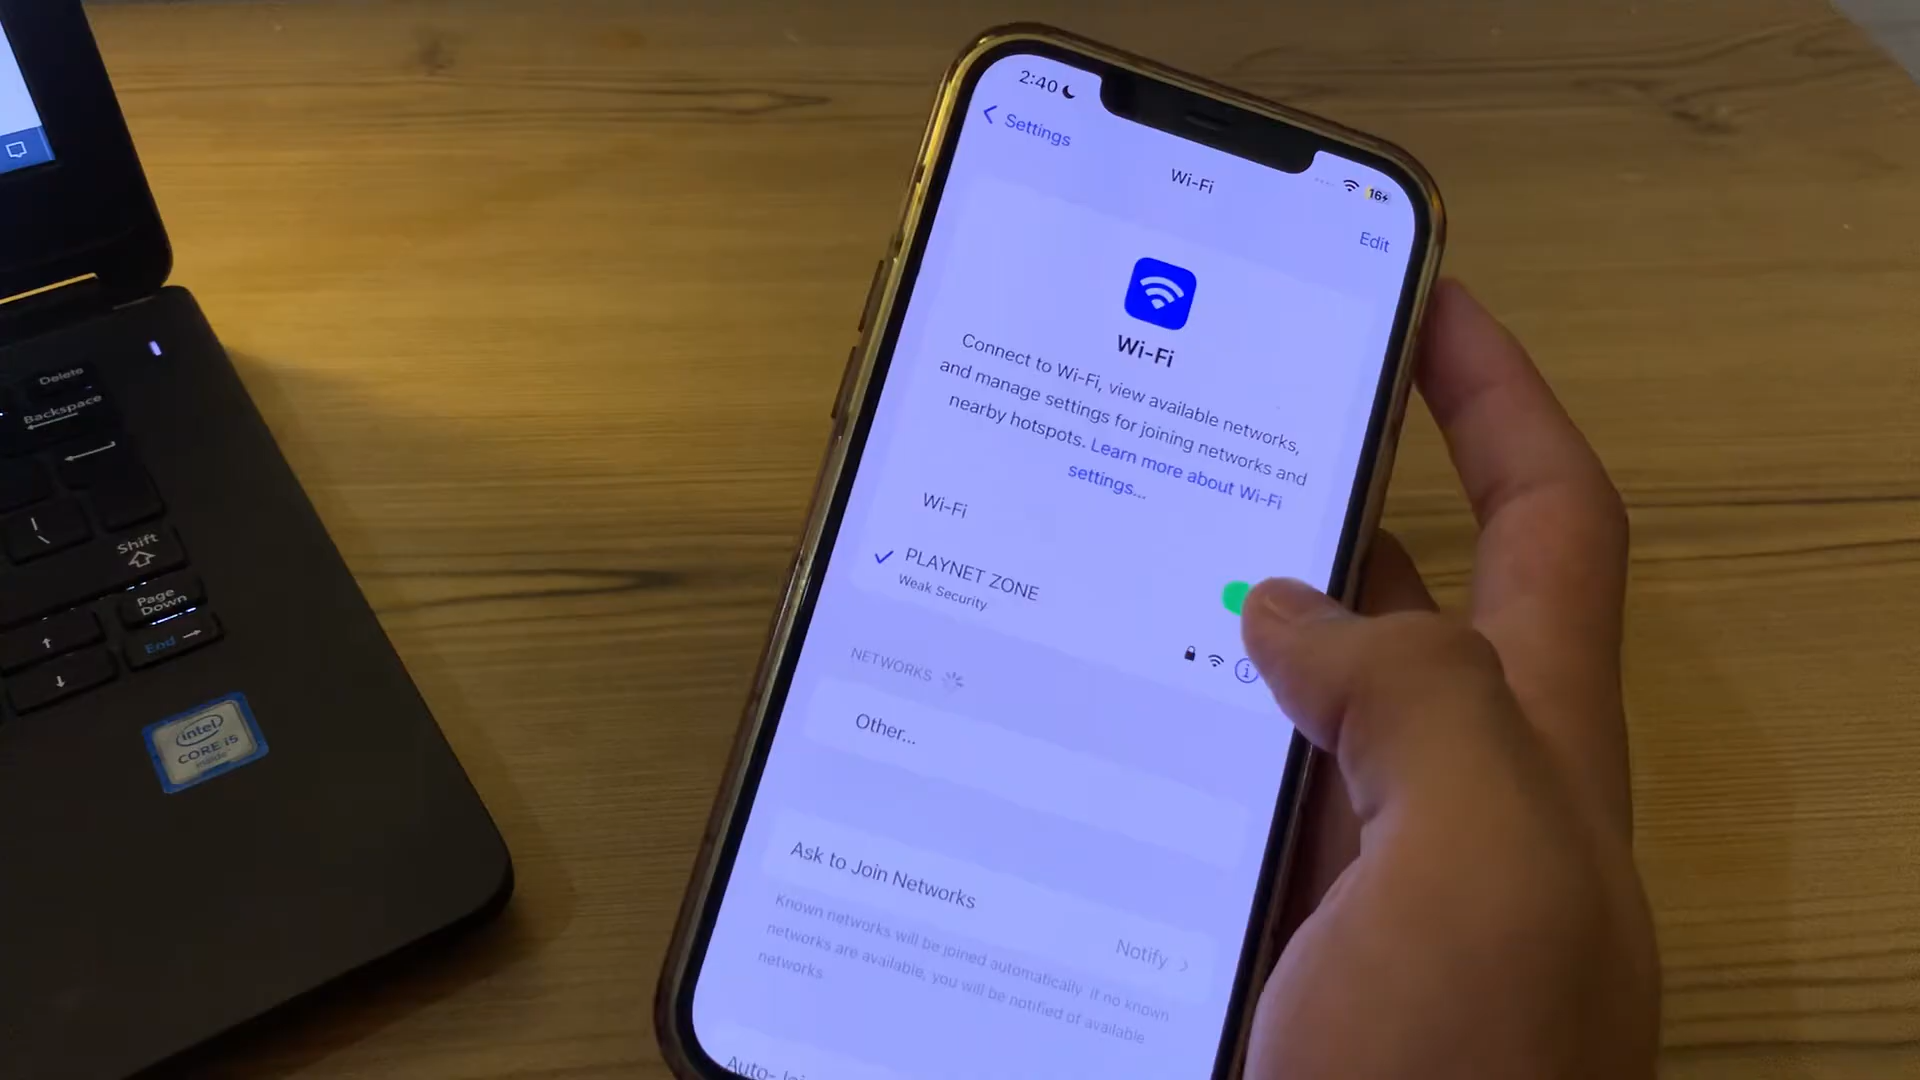 2:40
Settings
Wi-Fi
16
Edit
Wi-Fi
Connect to Wi-Fi, view available networks,
and manage settings for joining networks and
nearby hotspots. Learn more about Wi-Fi
settings...
Wi-Fi
PLAYNET ZONE
Weak Security
NETWORKS
Other...
Ask to Join Networks
Notify
Known networks will be joined automatically. If no known
networks are available, you will be notified of available
networks
Delete
Backspace
Shift
Page
Down
End
intel
CORE i5
inside